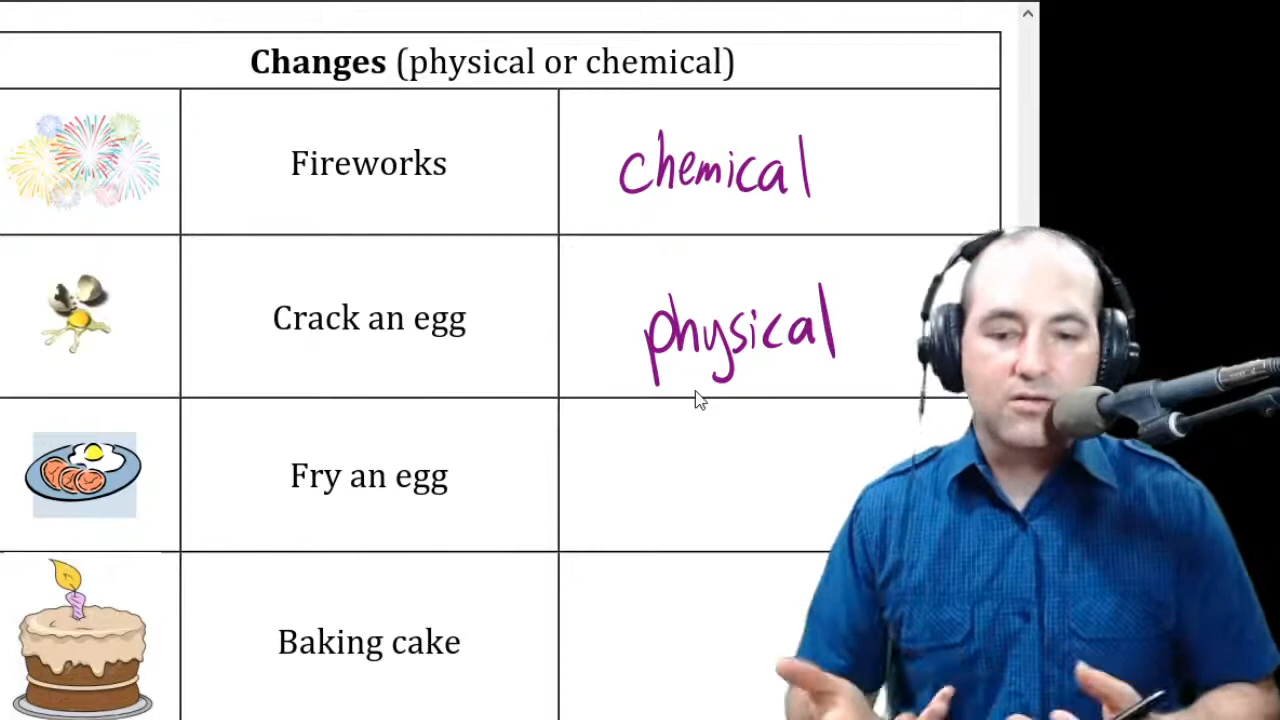 Changes (physical or chemical)
Fireworks chemical
Crack an egg physical
Fry an egg
Baking cake